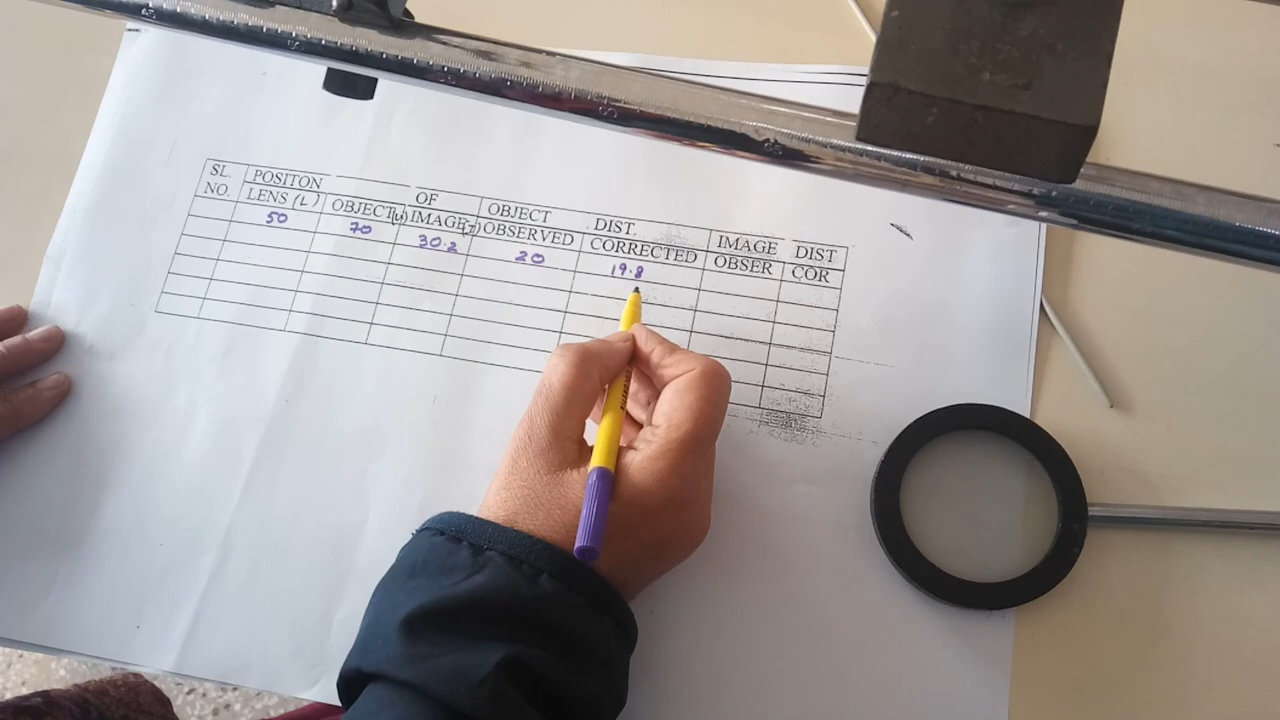 SL. POSITON OF OBJECT DIST. IMAGE DIST
NO. LENS (L) OBJECT(U) IMAGE(I) OBSERVED CORRECTED OBSER COR
50 70 30.2 20 19.8